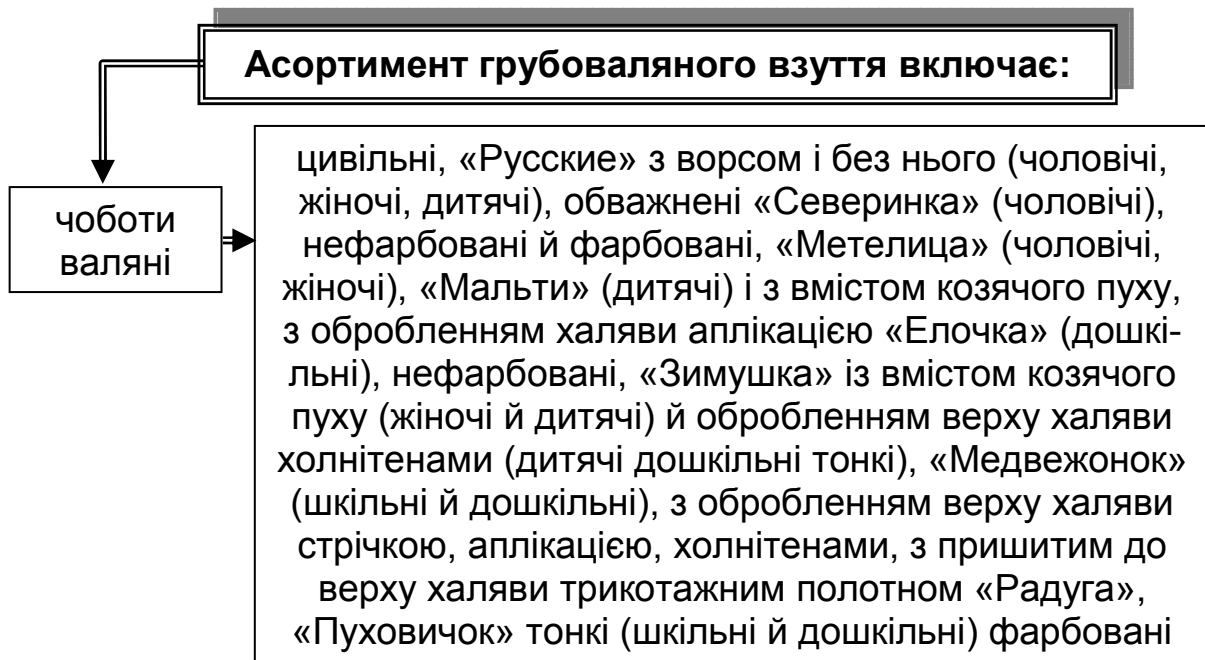 Асортимент грубоваляного взуття включає:
чоботи
валяні
цивільні, «Русские» з ворсом і без нього (чоловічі,
жіночі, дитячі), обважнені «Северинка» (чоловічі),
нефарбовані й фарбовані, «Метелица» (чоловічі,
жіночі), «Мальти» (дитячі) і з вмістом козячого пуху,
з обробленням халяви аплікацією «Елочка» (дошкі-
льні), нефарбовані, «Зимушка» із вмістом козячого
пуху (жіночі й дитячі) й обробленням верху халяви
холнітенами (дитячі дошкільні тонкі), «Медвежонок»
(шкільні й дошкільні), з обробленням верху халяви
стрічкою, аплікацією, холнітенами, з пришитим до
верху халяви трикотажним полотном «Радуга»,
«Пуховичок» тонкі (шкільні й дошкільні) фарбовані